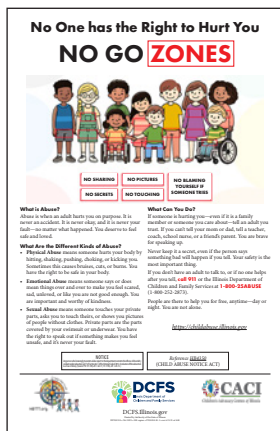 No One has the Right to Hurt You
NO GO ZONES
NO SHARING
NO PICTURES
NO BLAMING
YOURSELF IF
SOMEONE TRIES
NO SECRETS
NO TOUCHING
What is Abuse?
Abuse is when an adult hurts you on purpose. It is
never an accident. It is never okay, and it is never your
fault—no matter what happened. You deserve to feel
safe and loved.
What Are the Different Kinds of Abuse?
• Physical Abuse means someone hurts your body by
hitting, shaking, pushing, choking, or kicking you.
Sometimes this causes bruises, cuts, or burns. You
have the right to be safe in your body.
• Emotional Abuse means someone says or does
mean things over and over to make you feel scared,
sad, unloved, or like you are not good enough. You are
important and worthy of kindness.
• Sexual Abuse means someone touches your private
parts, asks you to touch theirs, or shows you pictures
of people without clothes. Private parts are the parts
covered by your swimsuit or underwear. You have
the right to speak out if something makes you feel
unsafe, and it's never your fault.
What Can You Do?
If someone is hurting you—even if it is a family
member or someone you care about—tell an adult you
trust. If you can't tell your mom or dad, tell a teacher,
coach, school nurse, or a friend's parent. You are brave
for speaking up.
Never keep it a secret, even if the person says
something bad will happen if you tell. Your safety is the
most important thing.
If you don't have an adult to talk to, or if no one helps
after you tell, call 911 or the Illinois Department of
Children and Family Services at 1-800-25ABUSE
(1-800-252-2873).
People are there to help you for free, anytime—day or
night. You are not alone.
https://childabuse.illinois.gov
NOTICE
Reference HB4236
(CHILD ABUSE NOTICE ACT)
DCFS
Illinois Department of
Children and Family Services
CACI
Children's Advocacy Centers of Illinois
DCFS.Illinois.gov